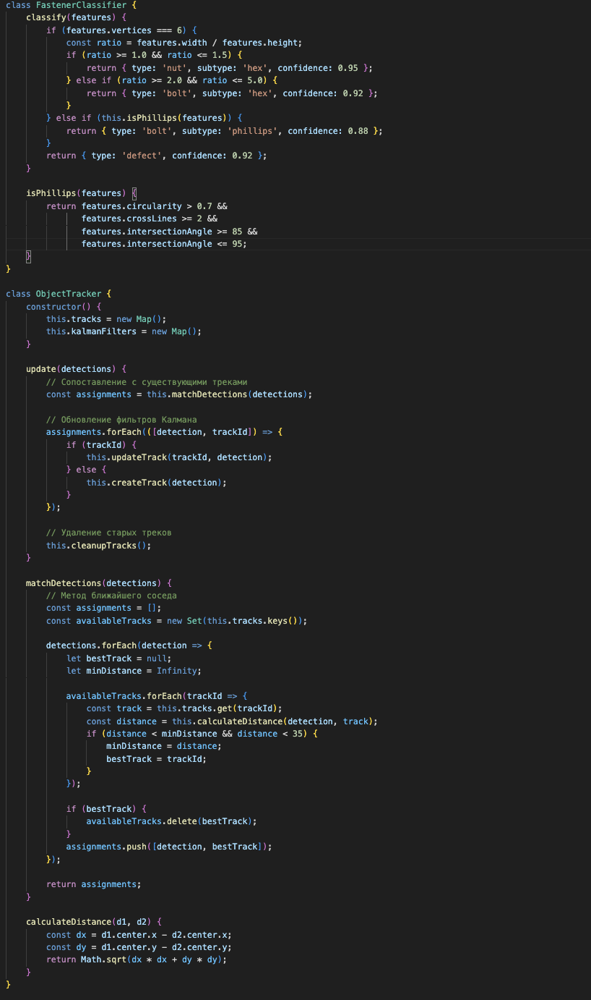 class FastenerClassifier {
    classify(features) {
        if (features.vertices === 6) {
            const ratio = features.width / features.height;
            if (ratio >= 1.0 && ratio <= 1.5) {
                return { type: 'nut', subtype: 'hex', confidence: 0.95 };
            } else if (ratio >= 2.0 && ratio <= 5.0) {
                return { type: 'bolt', subtype: 'hex', confidence: 0.92 };
            }
        } else if (this.isPhillips(features)) {
            return { type: 'bolt', subtype: 'phillips', confidence: 0.88 };
        }
        return { type: 'defect', confidence: 0.92 };
    }

    isPhillips(features) {
        return features.circularity > 0.7 &&
               features.crossLines >= 2 &&
               features.intersectionAngle >= 85 &&
               features.intersectionAngle <= 95;
    }
}

class ObjectTracker {
    constructor() {
        this.tracks = new Map();
        this.kalmanFilters = new Map();
    }

    update(detections) {
        // Сопоставление с существующими треками
        const assignments = this.matchDetections(detections);

        // Обновление фильтров Калмана
        assignments.forEach(([detection, trackId]) => {
            if (trackId) {
                this.updateTrack(trackId, detection);
            } else {
                this.createTrack(detection);
            }
        });

        // Удаление старых треков
        this.cleanupTracks();
    }

    matchDetections(detections) {
        // Метод ближайшего соседа
        const assignments = [];
        const availableTracks = new Set(this.tracks.keys());

        detections.forEach(detection => {
            let bestTrack = null;
            let minDistance = Infinity;

            availableTracks.forEach(trackId => {
                const track = this.tracks.get(trackId);
                const distance = this.calculateDistance(detection, track);
                if (distance < minDistance && distance < 35) {
                    minDistance = distance;
                    bestTrack = trackId;
                }
            });

            if (bestTrack) {
                availableTracks.delete(bestTrack);
            }
            assignments.push([detection, bestTrack]);
        });

        return assignments;
    }

    calculateDistance(d1, d2) {
        const dx = d1.center.x - d2.center.x;
        const dy = d1.center.y - d2.center.y;
        return Math.sqrt(dx * dx + dy * dy);
    }
}